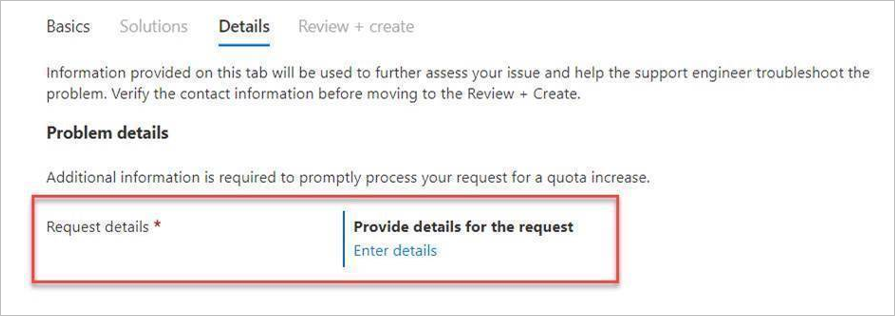 Basics Solutions Details Review + create
Information provided on this tab will be used to further assess your issue and help the support engineer troubleshoot the
problem. Verify the contact information before moving to the Review + Create.
Problem details
Additional information is required to promptly process your request for a quota increase.
Request details * Provide details for the request
Enter details